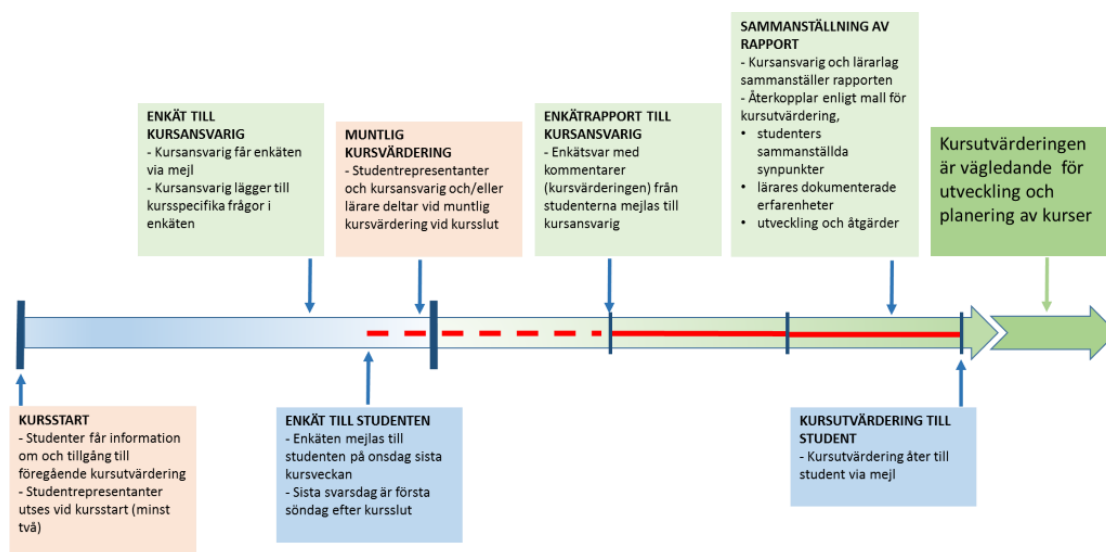 ENKÄT TILL
KURSANSVARIG
- Kursansvarig får enkäten
via mejl
- Kursansvarig lägger till
kursspecifika frågor i
enkäten
MUNTLIG
KURSVÄRDERING
- Studentrepresentanter
och kursansvarig och/eller
lärare deltar vid muntlig
kursvärdering vid kursslut
ENKÄTRAPPORT TILL
KURSANSVARIG
- Enkätsvar med
kommentarer
(kursvärderingen) från
studenterna mejlas till
kursansvarig
SAMMANSTÄLLNING AV
RAPPORT
- Kursansvarig och lärarlag
sammanställer rapporten
- Återkopplar enligt mall för
kursutvärdering,
• studenters
sammanställda
synpunkter
• lärares dokumenterade
erfarenheter
• utveckling och åtgärder
Kursutvärderingen
är vägledande för
utveckling och
planering av kurser
KURSSTART
- Studenter får information
om och tillgång till
föregående kursutvärdering
- Studentrepresentanter
utses vid kursstart (minst
två)
ENKÄT TILL STUDENTEN
- Enkäten mejlas till
studenten på onsdag sista
kursveckan
- Sista svarsdag är första
söndag efter kursslut
KURSUTVÄRDERING TILL
STUDENT
- Kursutvärdering åter till
student via mejl